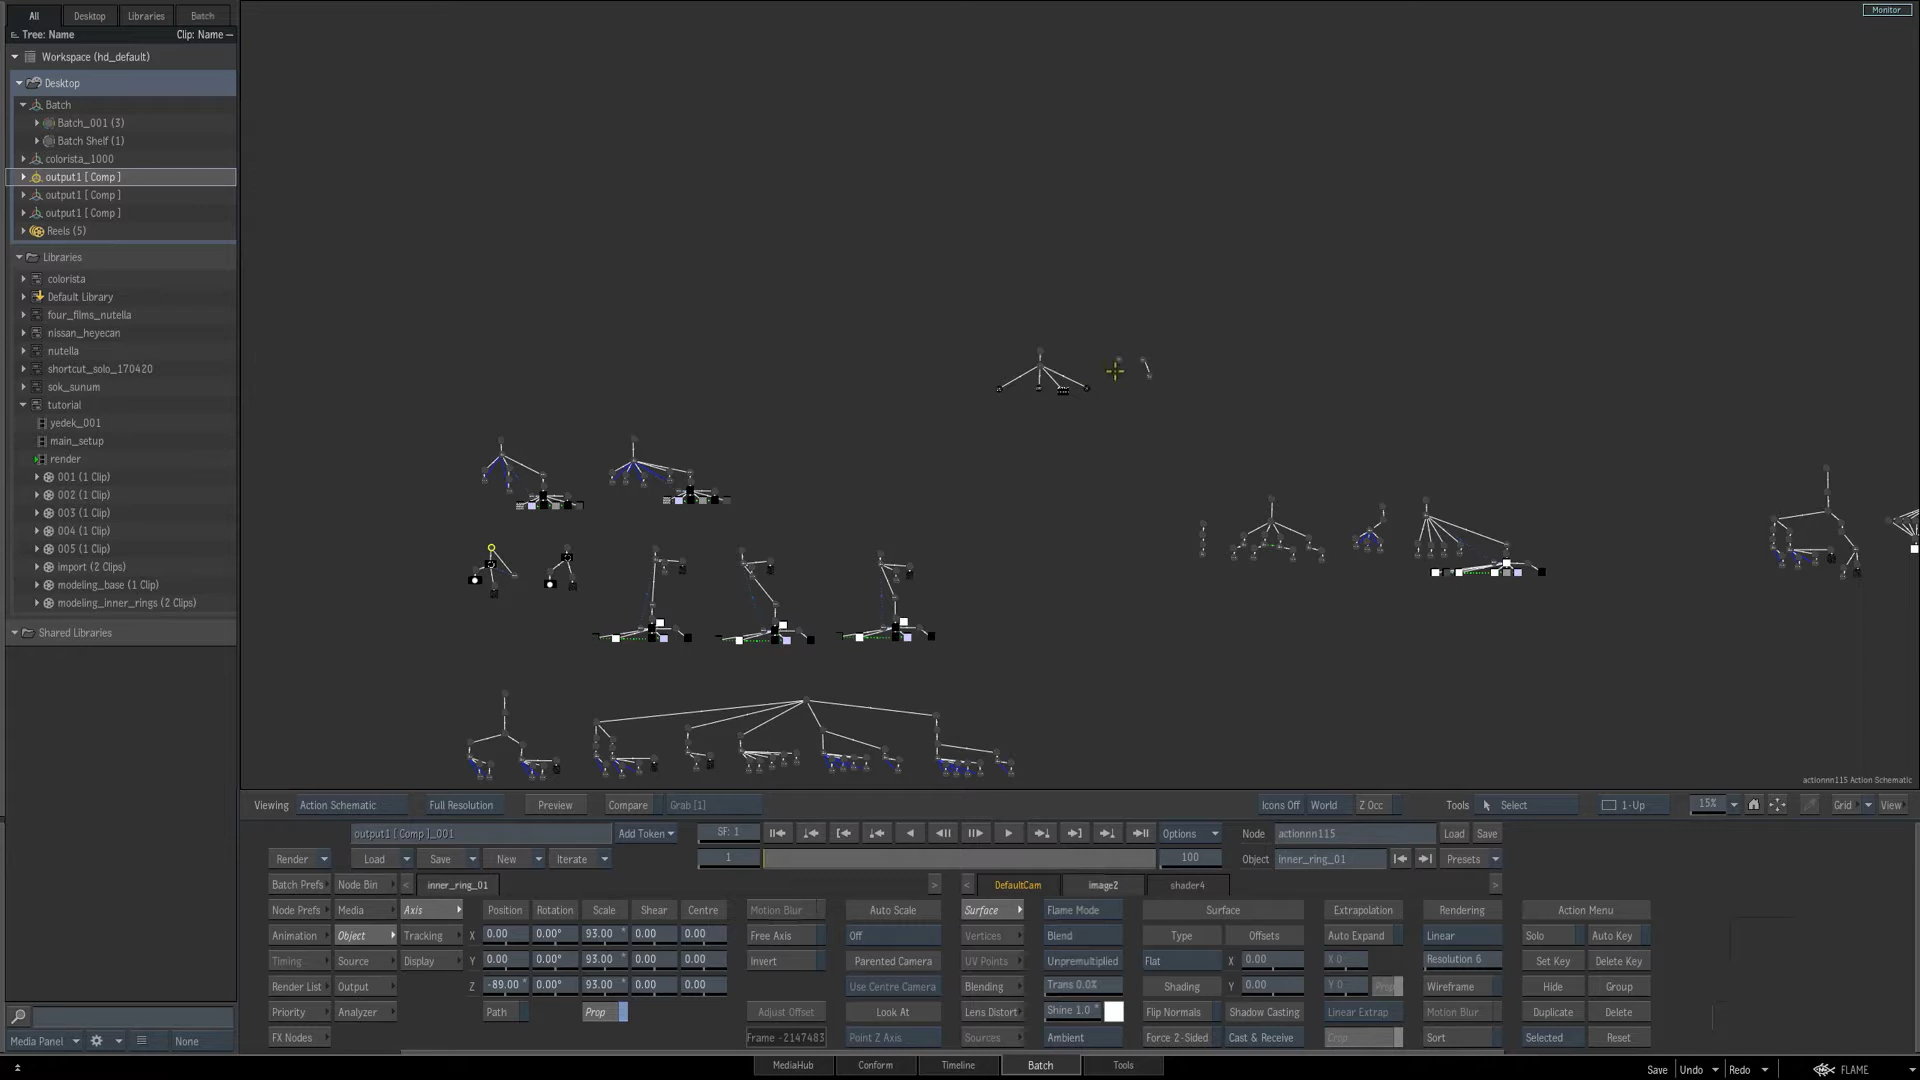 All Desktop Libraries Batch
Tree: Name Clip: Name
Workspace (hd_default)
Desktop
Batch
Batch_001 (3)
Batch Shelf (1)
colorista_1000
output1 [ Comp ]
output1 [ Comp ]
output1 [ Comp ]
Reels (5)
Libraries
colorista
Default Library
four_films_nutella
nissan_heyecan
nutella
shortcut_solo_170420
sok_sunum
tutorial
yedek_001
main_setup
render
001 (1 Clip)
002 (1 Clip)
003 (1 Clip)
004 (1 Clip)
005 (1 Clip)
import (2 Clips)
modeling_base (1 Clip)
modeling_inner_rings (2 Clips)
Shared Libraries
Media Panel None
Monitor
actionnn115 Action Schematic
Viewing Action Schematic Full Resolution Preview Compare Grab [1] Icons Off World Z Occ Tools Select 1-Up 15% Grid View
output1 [ Comp ]_001 Add Token SF: 1 Options Node actionnn115 Load Save
Render Load Save New Iterate 1 100 Object inner_ring_01 Presets
Batch Prefs Node Bin < inner_ring_01 > < DefaultCam image2 shader4 >
Node Prefs Media Axis Position Rotation Scale Shear Centre Motion Blur Auto Scale Surface Flame Mode Surface Extrapolation Rendering Action Menu
Animation Object Tracking X 0.00 0.00° 93.00 * 0.00 0.00 Free Axis Off Vertices Blend Type Offsets Auto Expand Linear Solo Auto Key
Timing Source Display Y 0.00 0.00° 93.00 * 0.00 0.00 Invert Parented Camera UV Points Unpremultiplied Flat X 0.00 X 0 Resolution 6 Set Key Delete Key
Render List Output Z -89.00 * 0.00° 93.00 * 0.00 0.00 Use Centre Camera Blending Trans 0.0% Shading Y 0.00 Y 0 Prop Wireframe Hide Group
Priority Analyzer Path Prop Adjust Offset Look At Lens Distort Shine 1.0 * Flip Normals Shadow Casting Linear Extrap Motion Blur Duplicate Delete
FX Nodes Frame -2147483 Point Z Axis Sources Ambient Force 2-Sided Cast & Receive Crop Sort Selected Reset
MediaHub Conform Timeline Batch Tools Save Undo Redo FLAME